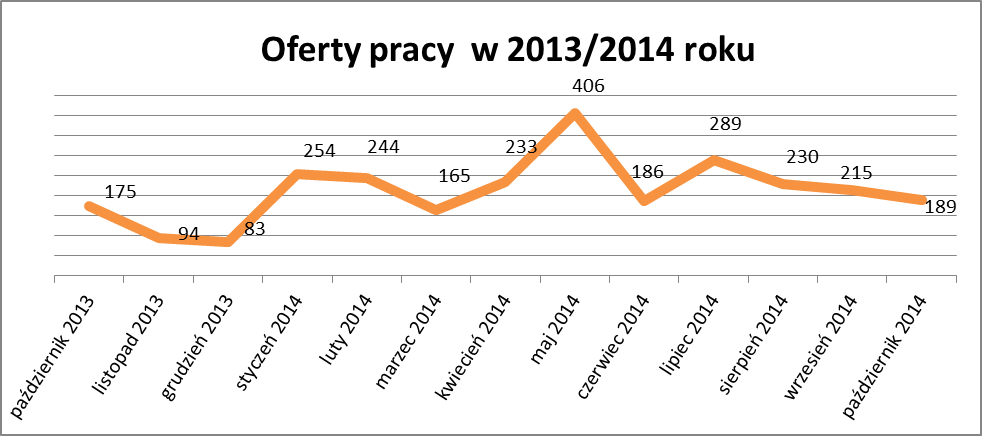 Oferty pracy  w 2013/2014 roku
406
289
254
244
233
230
215
186
175
165
189
94
83
październik 2013
listopad 2013
grudzień 2013
styczeń 2014
luty 2014
marzec 2014
kwiecień 2014
maj 2014
czerwiec 2014
lipiec 2014
sierpień 2014
wrzesień 2014
październik 2014